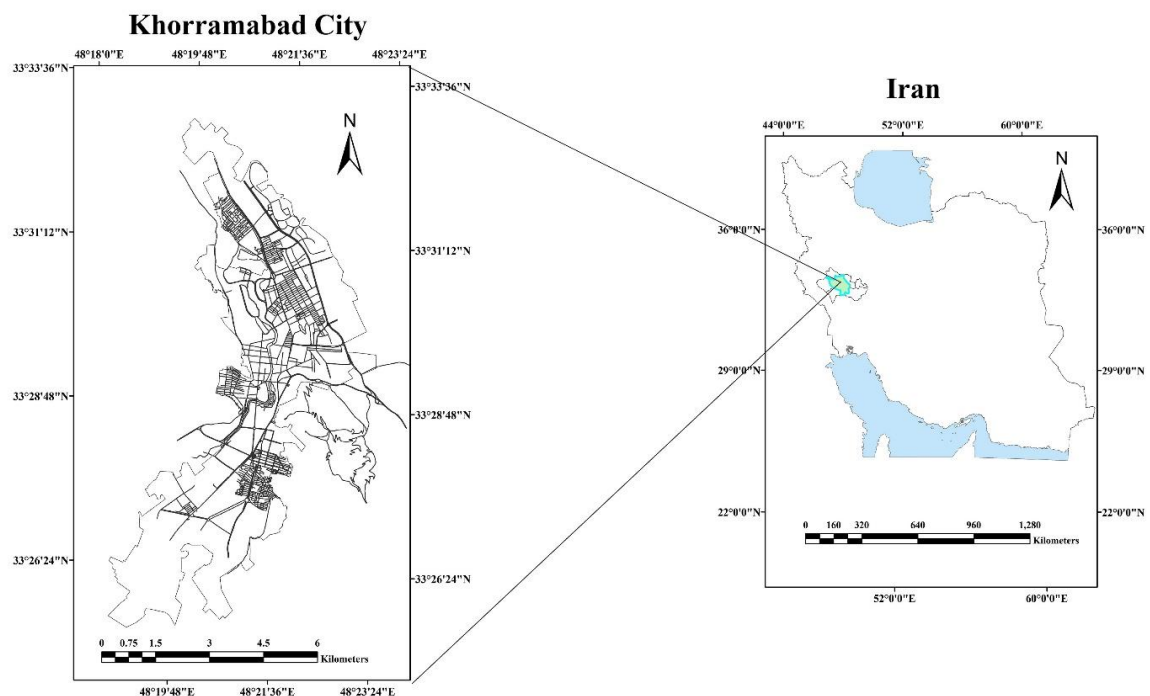 Khorramabad City
48°18'0"E 48°19'48"E 48°21'36"E 48°23'24"E
33°33'36"N
33°33'36"N
N
33°31'12"N
33°31'12"N
33°28'48"N
33°28'48"N
33°26'24"N
33°26'24"N
0 0.75 1.5 3 4.5 6
Kilometers
48°19'48"E 48°21'36"E 48°23'24"E
Iran
44°0'0"E 52°0'0"E 60°0'0"E
N
36°0'0"N 36°0'0"N
29°0'0"N 29°0'0"N
22°0'0"N 22°0'0"N
0 160 320 640 960 1,280
Kilometers
52°0'0"E 60°0'0"E